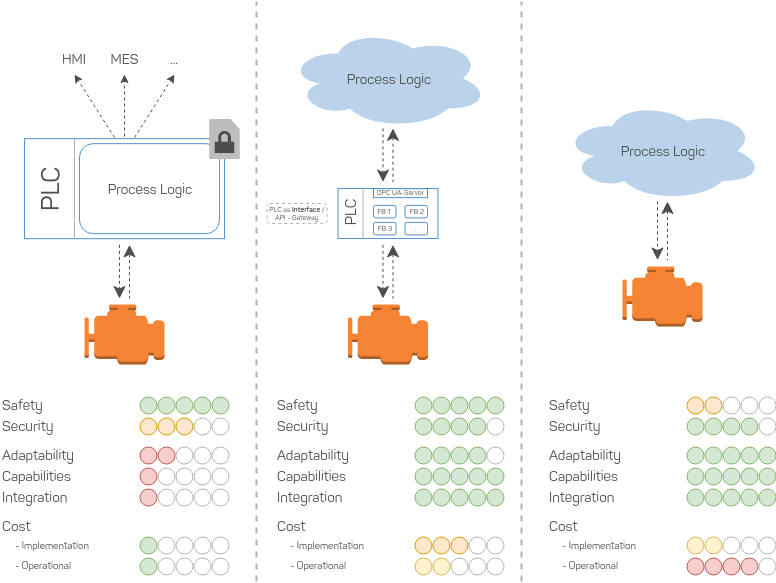 HMI MES ...
PLC
Process Logic
Safety
Security
Adaptability
Capabilities
Integration
Cost
- Implementation
- Operational
Process Logic
PLC as Interface /
API - Gateway
PLC
OPC UA-Server
FB 1 FB 2
FB 3 ...
Safety
Security
Adaptability
Capabilities
Integration
Cost
- Implementation
- Operational
Process Logic
Safety
Security
Adaptability
Capabilities
Integration
Cost
- Implementation
- Operational